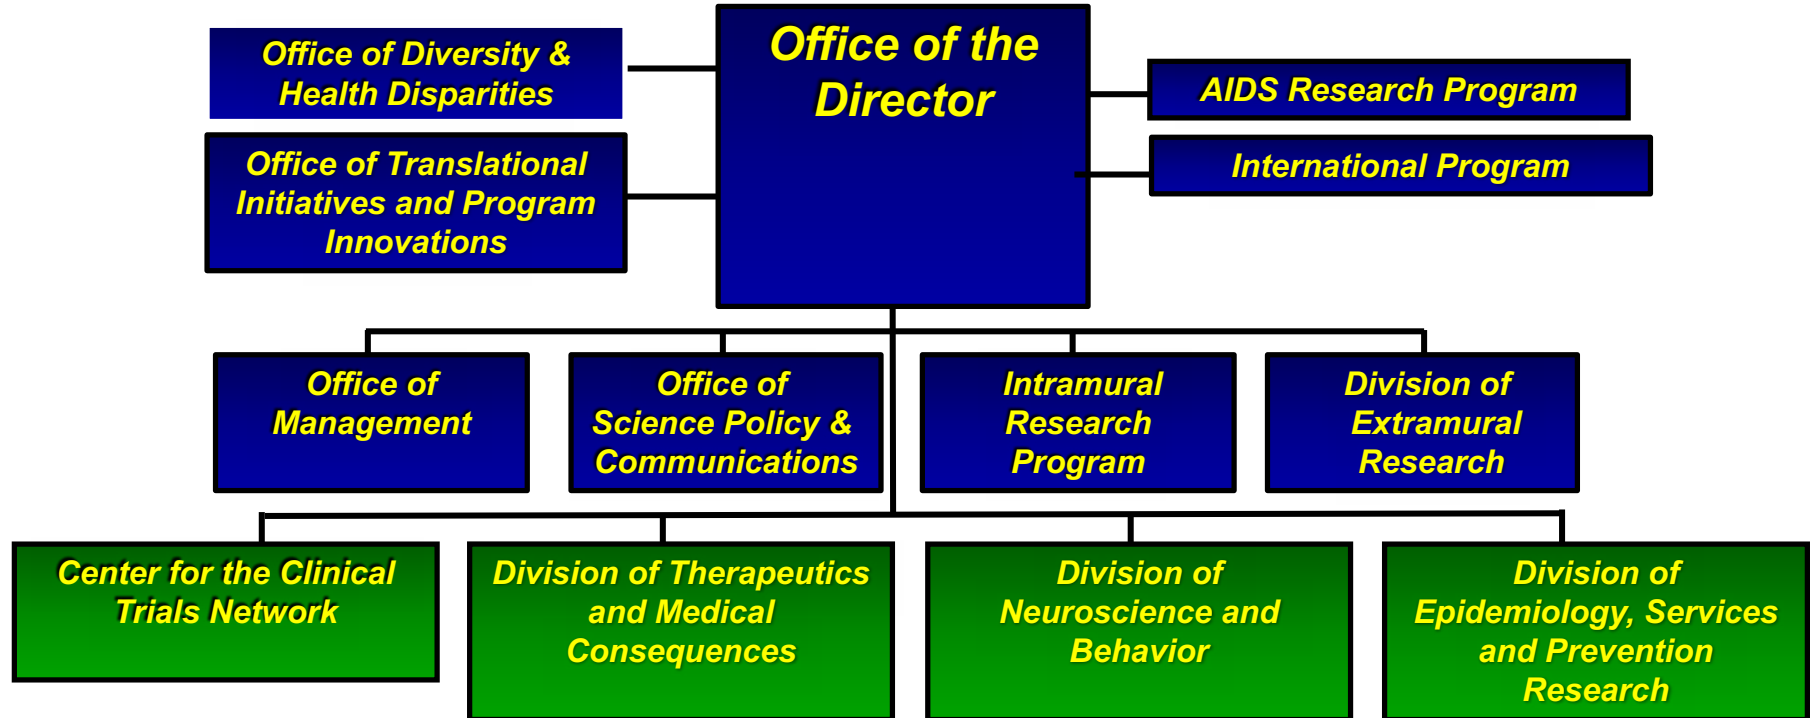 Office of the
Director
Office of Diversity &
Health Disparities
Office of Translational
Initiatives and Program
Innovations
AIDS Research Program
International Program
Office of
Management
Office of
Science Policy &
Communications
Intramural
Research
Program
Division of
Extramural
Research
Center for the Clinical
Trials Network
Division of Therapeutics
and Medical
Consequences
Division of
Neuroscience and
Behavior
Division of
Epidemiology, Services
and Prevention
Research